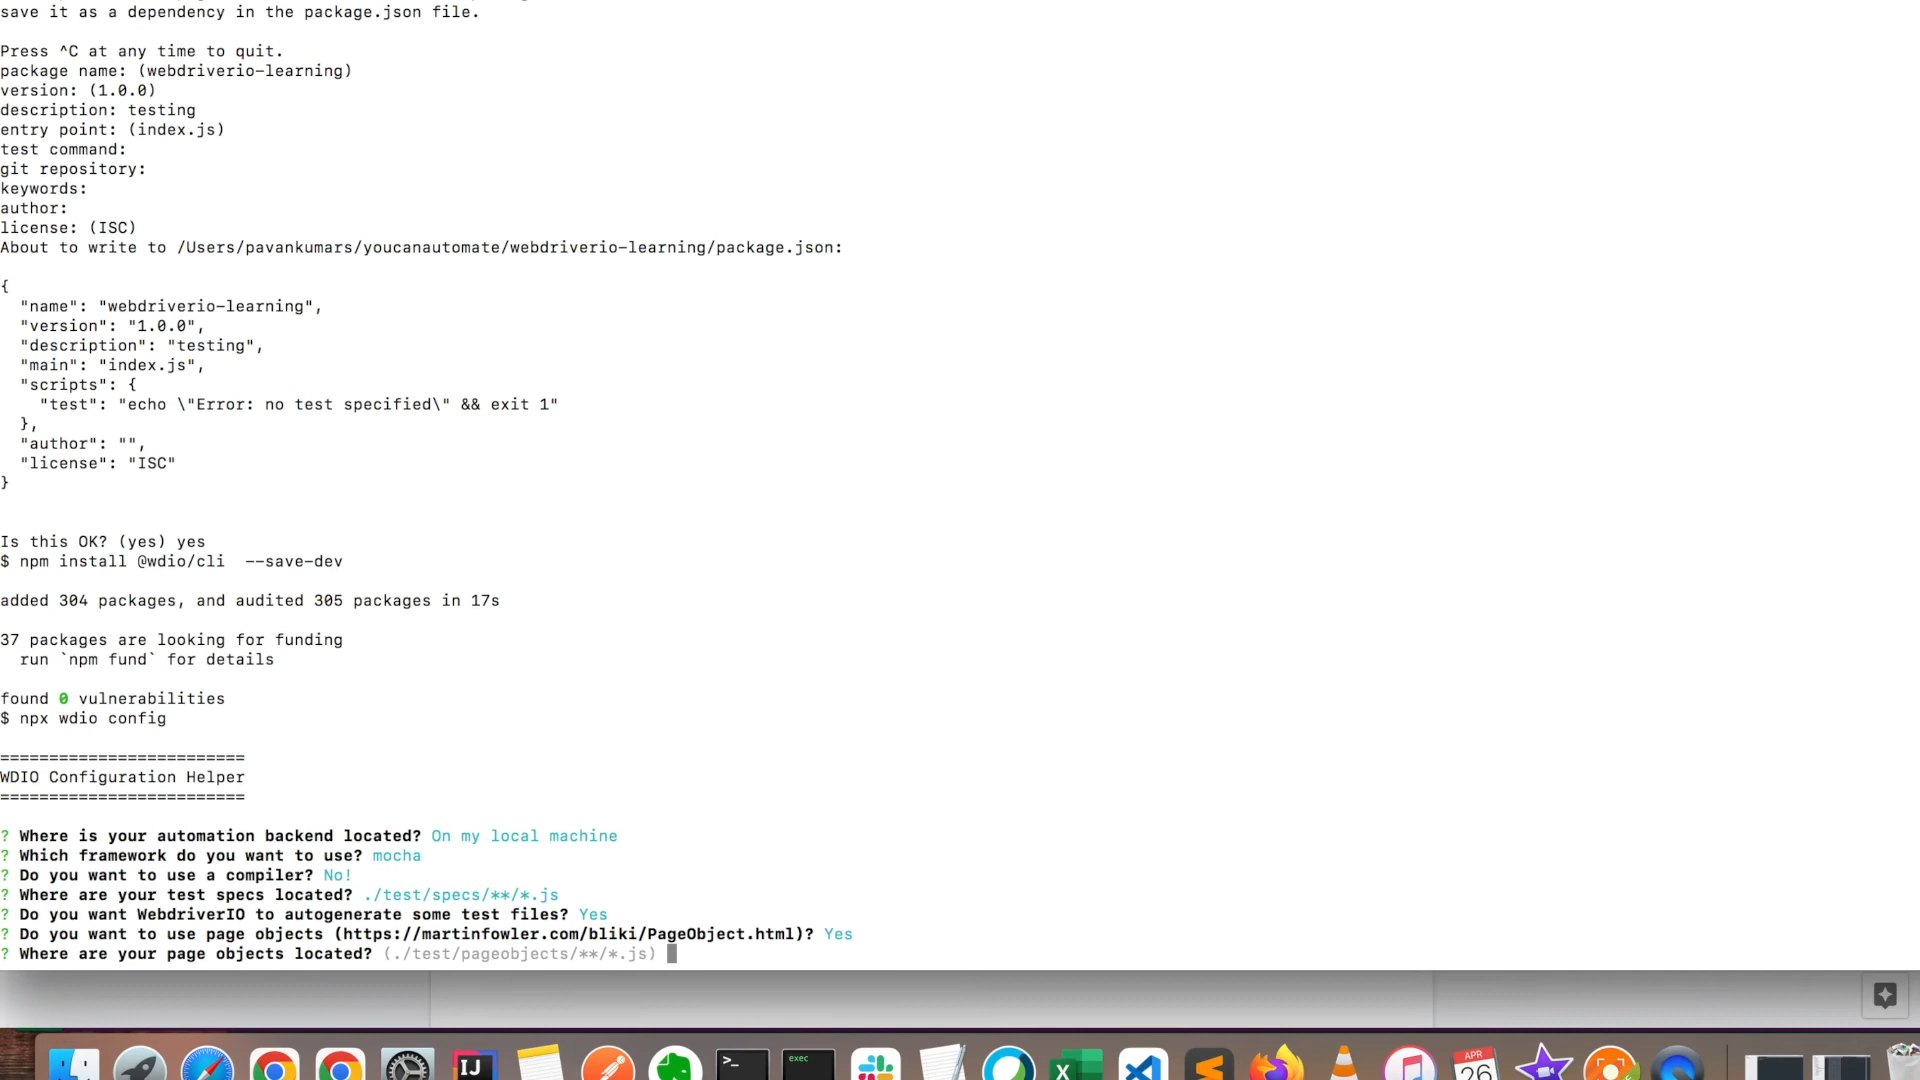 save it as a dependency in the package.json file.
Press ^C at any time to quit.
package name: (webdriverio-learning)
version: (1.0.0)
description: testing
entry point: (index.js)
test command:
git repository:
keywords:
author:
license: (ISC)
About to write to /Users/pavankumars/youcanautomate/webdriverio-learning/package.json:
{
  "name": "webdriverio-learning",
  "version": "1.0.0",
  "description": "testing",
  "main": "index.js",
  "scripts": {
    "test": "echo \"Error: no test specified\" && exit 1"
  },
  "author": "",
  "license": "ISC"
}
Is this OK? (yes) yes
$ npm install @wdio/cli  --save-dev
added 304 packages, and audited 305 packages in 17s
37 packages are looking for funding
  run `npm fund` for details
found 0 vulnerabilities
$ npx wdio config
=========================
WDIO Configuration Helper
=========================
? Where is your automation backend located? On my local machine
? Which framework do you want to use? mocha
? Do you want to use a compiler? No!
? Where are your test specs located? ./test/specs/**/*.js
? Do you want WebdriverIO to autogenerate some test files? Yes
? Do you want to use page objects (https://martinfowler.com/bliki/PageObject.html)? Yes
? Where are your page objects located? (./test/pageobjects/**/*.js)
IJ
>_
exec
X
APR
26